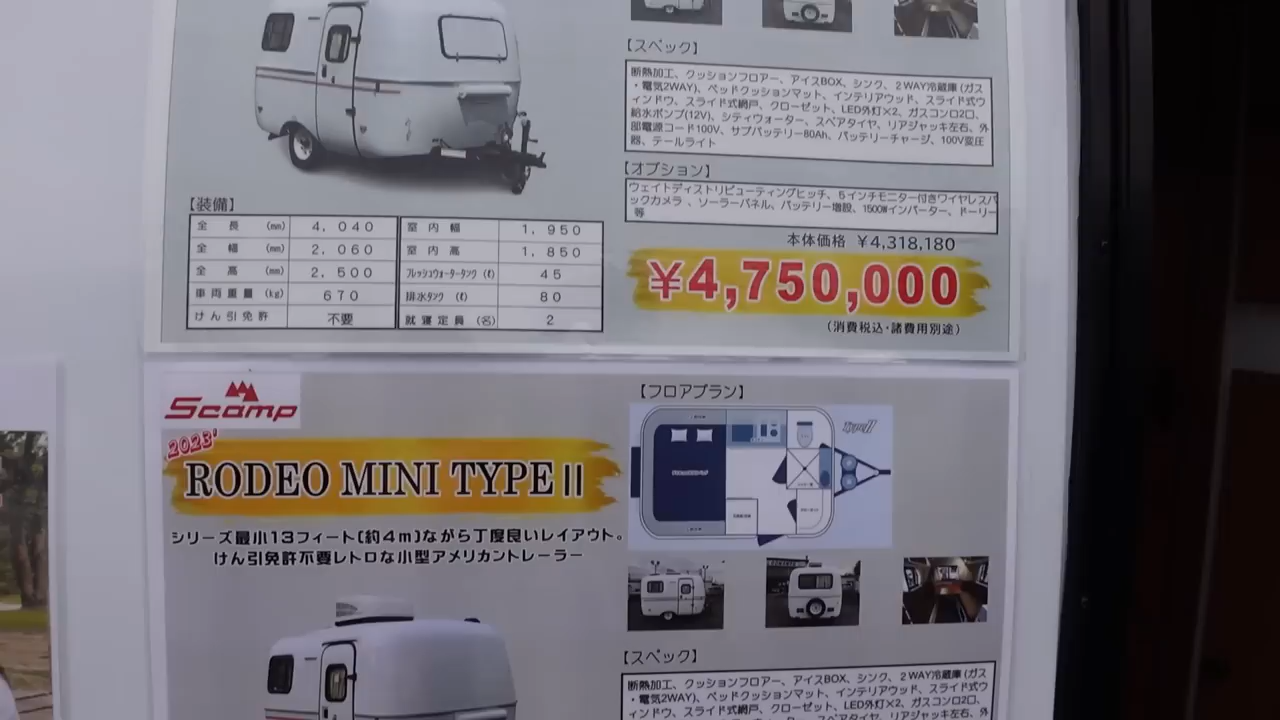 【スペック】
断熱加工、クッションフロアー、アイスBOX、シンク、2WAY冷蔵庫(ガス
・電気2WAY)、ベッドクッションマット、インテリアウッド、スライド式ウ
ィンドウ、スライド式網戸、クローゼット、LED外灯×2、ガスコンロ2口、
給水ポンプ(12V)、シティウォーター、スペアタイヤ、リアジャッキ左右、外
部電源コード100V、サブバッテリー80Ah、バッテリーチャージ、100V変圧
器、テールライト
【オプション】
ウェイトディストリビューティングヒッチ、5インチモニター付きワイヤレスバ
ックカメラ 、ソーラーパネル、バッテリー増設、1500Wインバーター、ドーリー
等
本体価格 ¥4,318,180
¥4,750,000
(消費税込・諸費用別途)
【装備】
全長 (mm) 4,040 室内幅 1,950
全幅 (mm) 2,060 室内高 1,850
全高 (mm) 2,500 フレッシュウォータータンク (ℓ) 45
車両重量 (kg) 670 排水タンク (ℓ) 80
けん引免許 不要 就寝定員 (名) 2
Scamp
2023'
RODEO MINI TYPE II
シリーズ最小13フィート(約4m)ながら丁度良いレイアウト。
けん引免許不要レトロな小型アメリカントレーラー
【フロアプラン】
TypeII
【スペック】
断熱加工、クッションフロアー、アイスBOX、シンク、2WAY冷蔵庫(ガス
・電気2WAY)、ベッドクッションマット、インテリアウッド、スライド式ウ
ィンドウ、スライド式網戸、クローゼット、LED外灯×2、ガスコンロ2口、